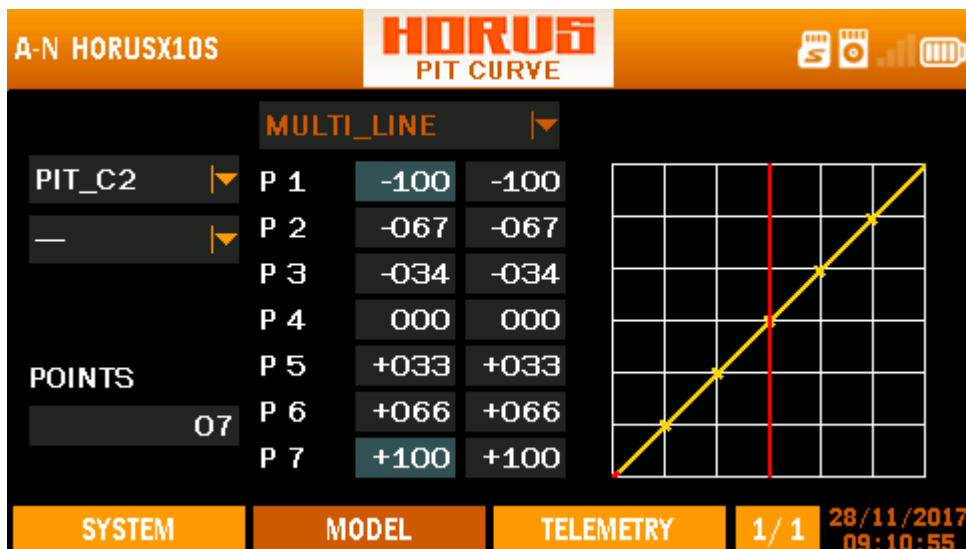 A-N HORUSX10S
HORUS
PIT CURVE
S
MULTI_LINE
PIT_C2
—
POINTS
07
P 1 -100 -100
P 2 -067 -067
P 3 -034 -034
P 4 000 000
P 5 +033 +033
P 6 +066 +066
P 7 +100 +100
SYSTEM MODEL TELEMETRY 1/1 28/11/2017
09:10:55